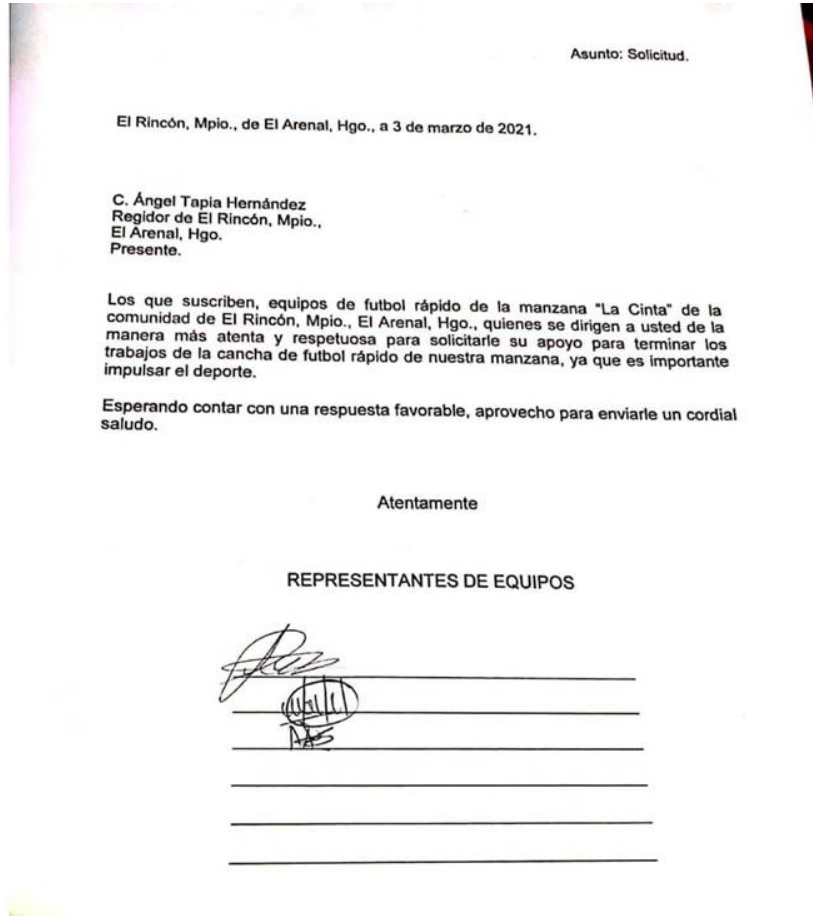 Asunto: Solicitud.
El Rincón, Mpio., de El Arenal, Hgo., a 3 de marzo de 2021.
C. Ángel Tapia Hernández
Regidor de El Rincón, Mpio.,
El Arenal, Hgo.
Presente.
Los que suscriben, equipos de futbol rápido de la manzana "La Cinta" de la
comunidad de El Rincón, Mpio., El Arenal, Hgo., quienes se dirigen a usted de la
manera más atenta y respetuosa para solicitarle su apoyo para terminar los
trabajos de la cancha de futbol rápido de nuestra manzana, ya que es importante
impulsar el deporte.
Esperando contar con una respuesta favorable, aprovecho para enviarle un cordial
saludo.
Atentamente
REPRESENTANTES DE EQUIPOS